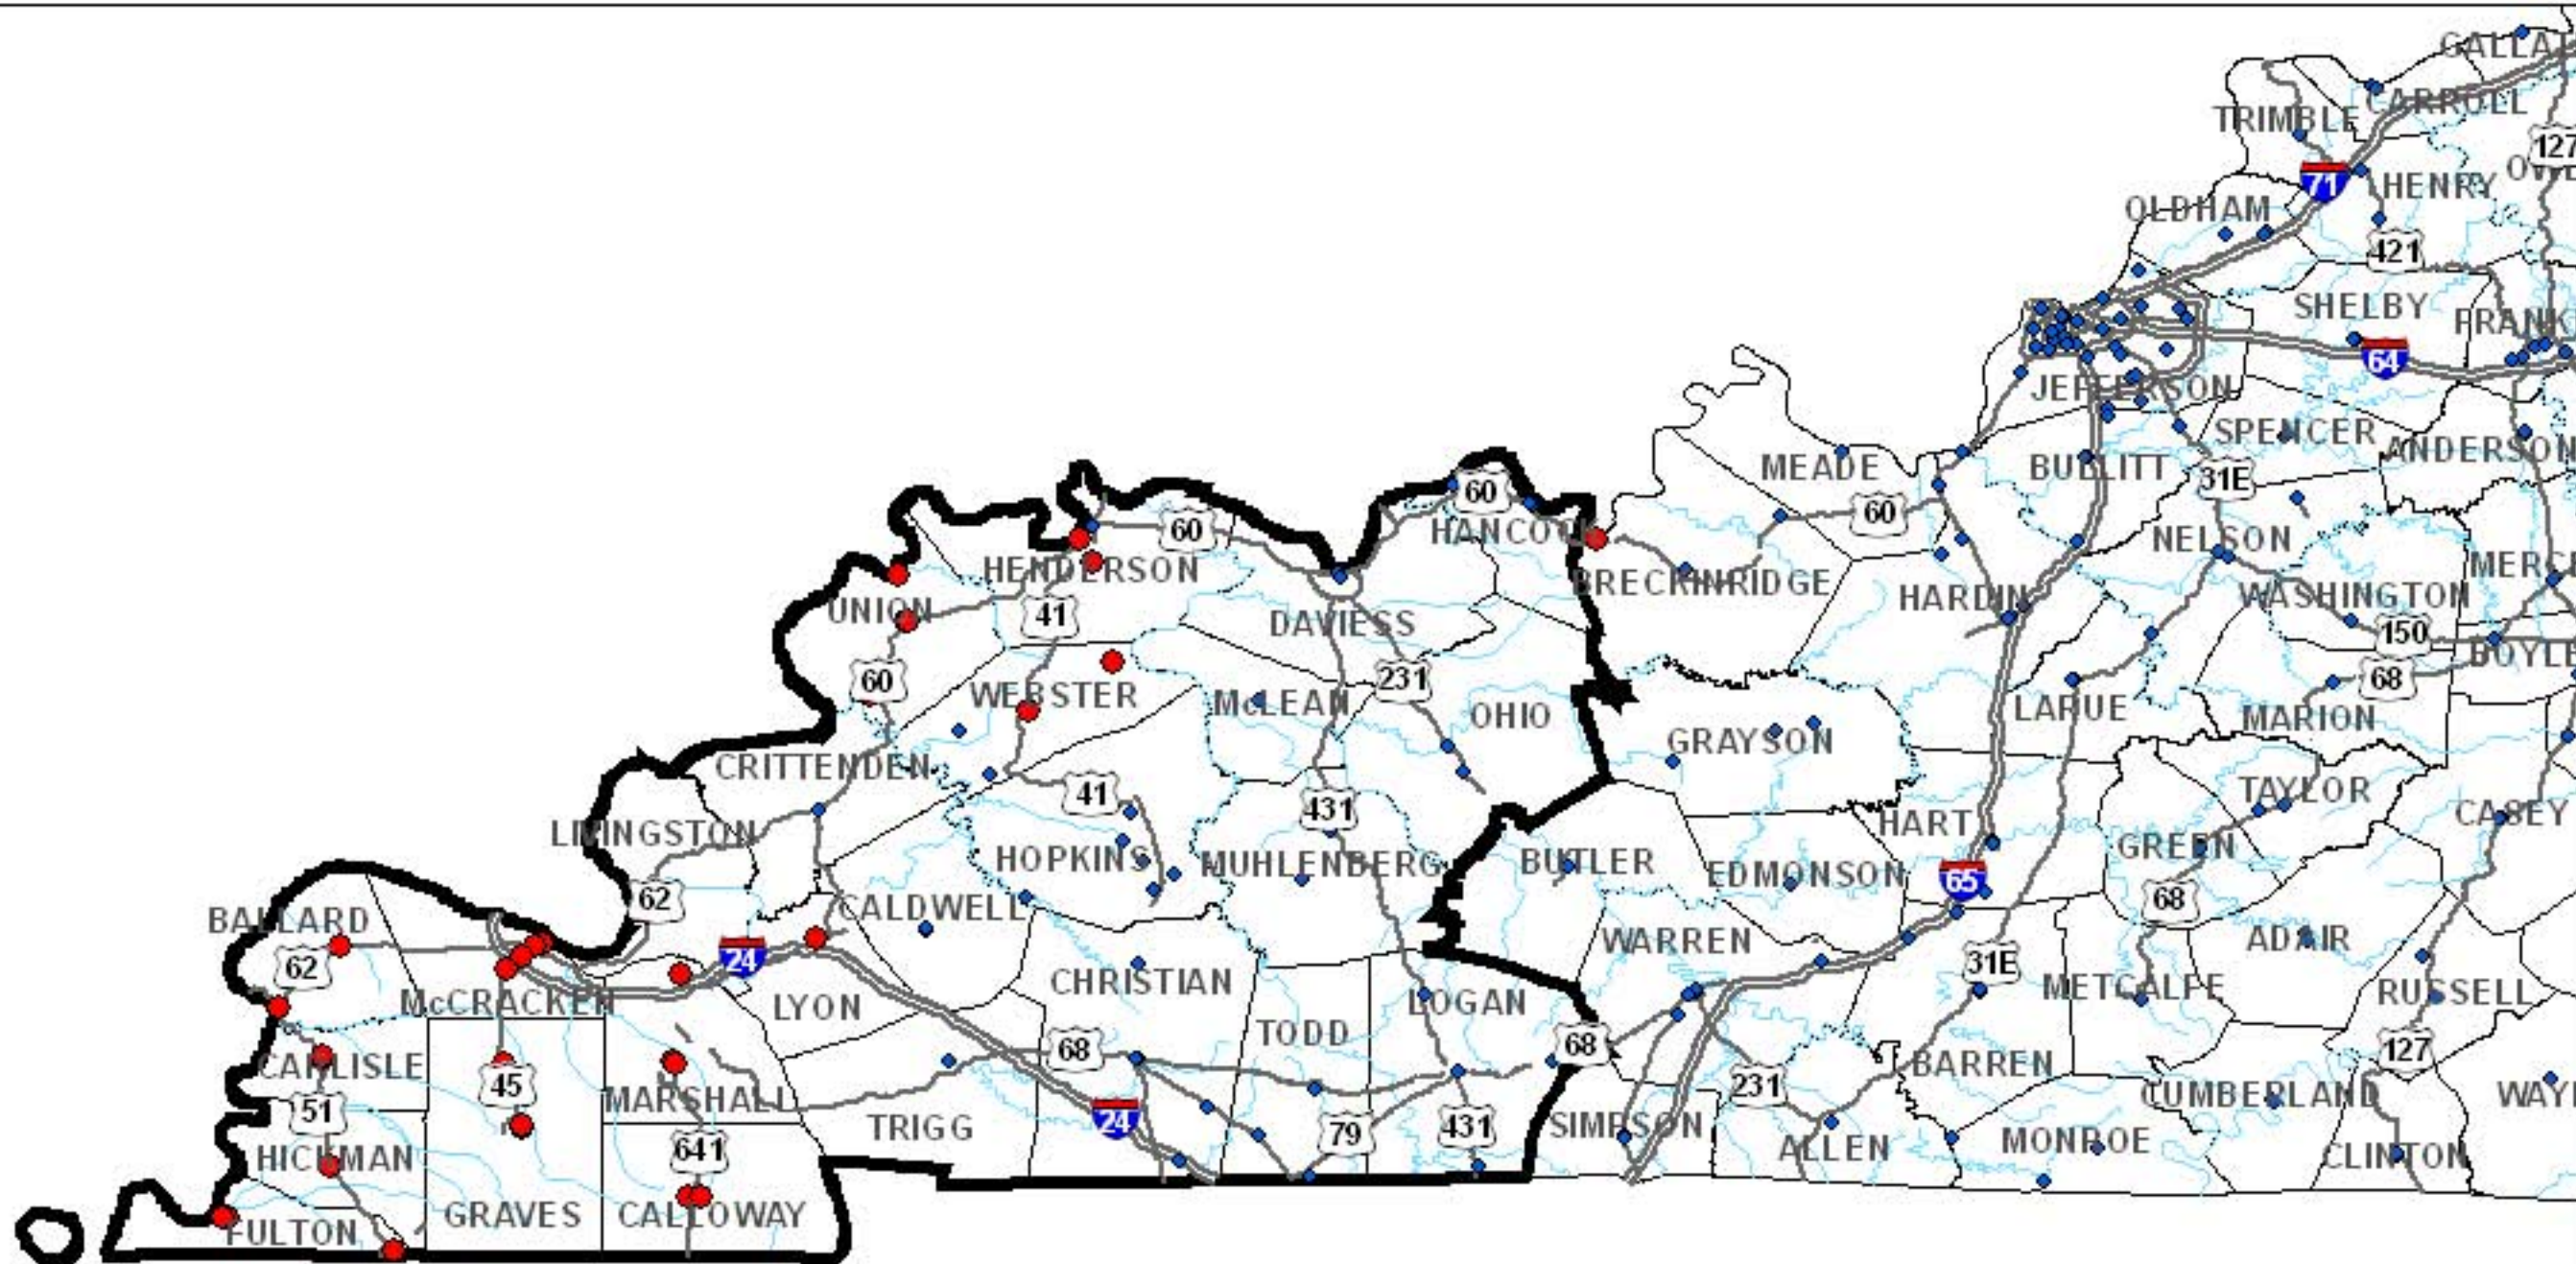 GALLAT
CARROLL
TRIMBLE
127
71
HENRY
OLDHAM
421
SHELBY
FRANK
64
JEFFERSON
SPENCER
ANDERSON
MEADE
BULLITT
31E
60
60
60
HANCOC
NELSON
MERC
HENDERSON
BRECKINRIDGE
HARDIN
WASHINGTON
UNION
41
DAVIESS
150
BOYLE
60
231
68
WEBSTER
McLEAN
OHIO
LARUE
MARION
GRAYSON
CRITTENDEN
41
431
TAYLOR
CASEY
LIVINGSTON
HART
GREEN
HOPKINS
MUHLENBERG
BUTLER
EDMONSON
65
62
68
BALLARD
CALDWELL
WARREN
ADAIR
62
24
CHRISTIAN
31E
METCALFE
RUSSELL
McCRACKEN
LYON
LOGAN
TODD
68
68
127
CARLISLE
45
BARREN
231
MARSHALL
CUMBERLAND
WAY
51
TRIGG
24
79
431
SIMPSON
ALLEN
MONROE
CLINTON
HICKMAN
641
GRAVES
CALLOWAY
FULTON